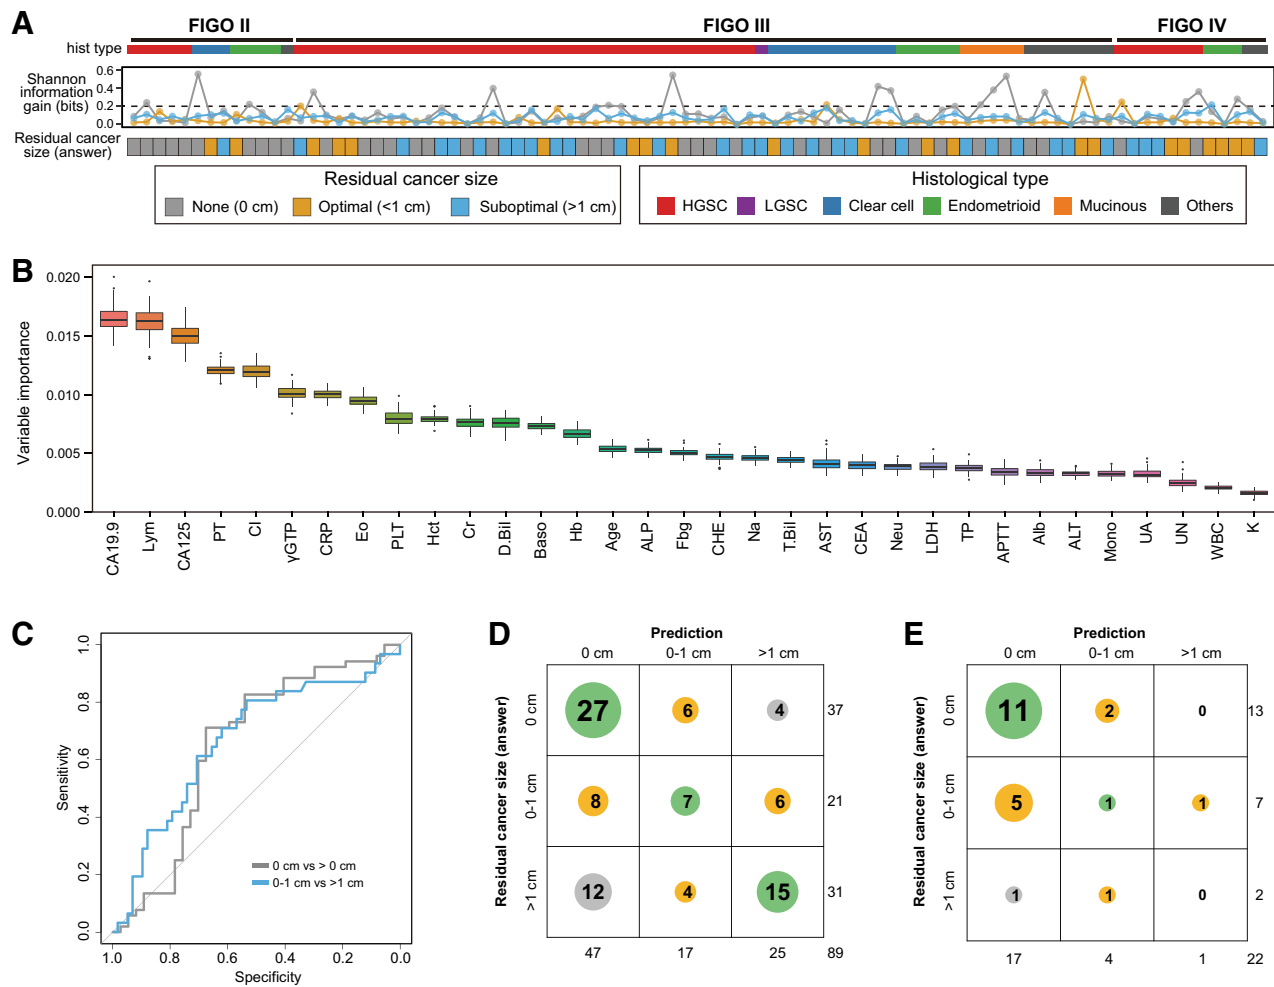 A
FIGO II
FIGO III
FIGO IV
hist type
Shannon
information
gain (bits)
0.6
0.4
0.2
0.0
Residual cancer
size (answer)
Residual cancer size
None (0 cm)
Optimal (<1 cm)
Suboptimal (>1 cm)
Histological type
HGSC
LGSC
Clear cell
Endometrioid
Mucinous
Others
B
Variable importance
0.020
0.015
0.010
0.005
0.000
CA19.9
Lym
CA125
PT
Cl
γGTP
CRP
Eo
PLT
Hct
Cr
D.Bil
Baso
Hb
Age
ALP
Fbg
CHE
Na
T.Bil
AST
CEA
Neu
LDH
TP
APTT
Alb
ALT
Mono
UA
UN
WBC
K
C
Sensitivity
1.0
0.8
0.6
0.4
0.2
0.0
0 cm vs > 0 cm
0-1 cm vs >1 cm
1.0 0.8 0.6 0.4 0.2 0.0
Specificity
D
Prediction
0 cm 0-1 cm >1 cm
Residual cancer size (answer)
0 cm 27 6 4 37
0-1 cm 8 7 6 21
>1 cm 12 4 15 31
47 17 25 89
E
Prediction
0 cm 0-1 cm >1 cm
Residual cancer size (answer)
0 cm 11 2 0 13
0-1 cm 5 1 1 7
>1 cm 1 1 0 2
17 4 1 22